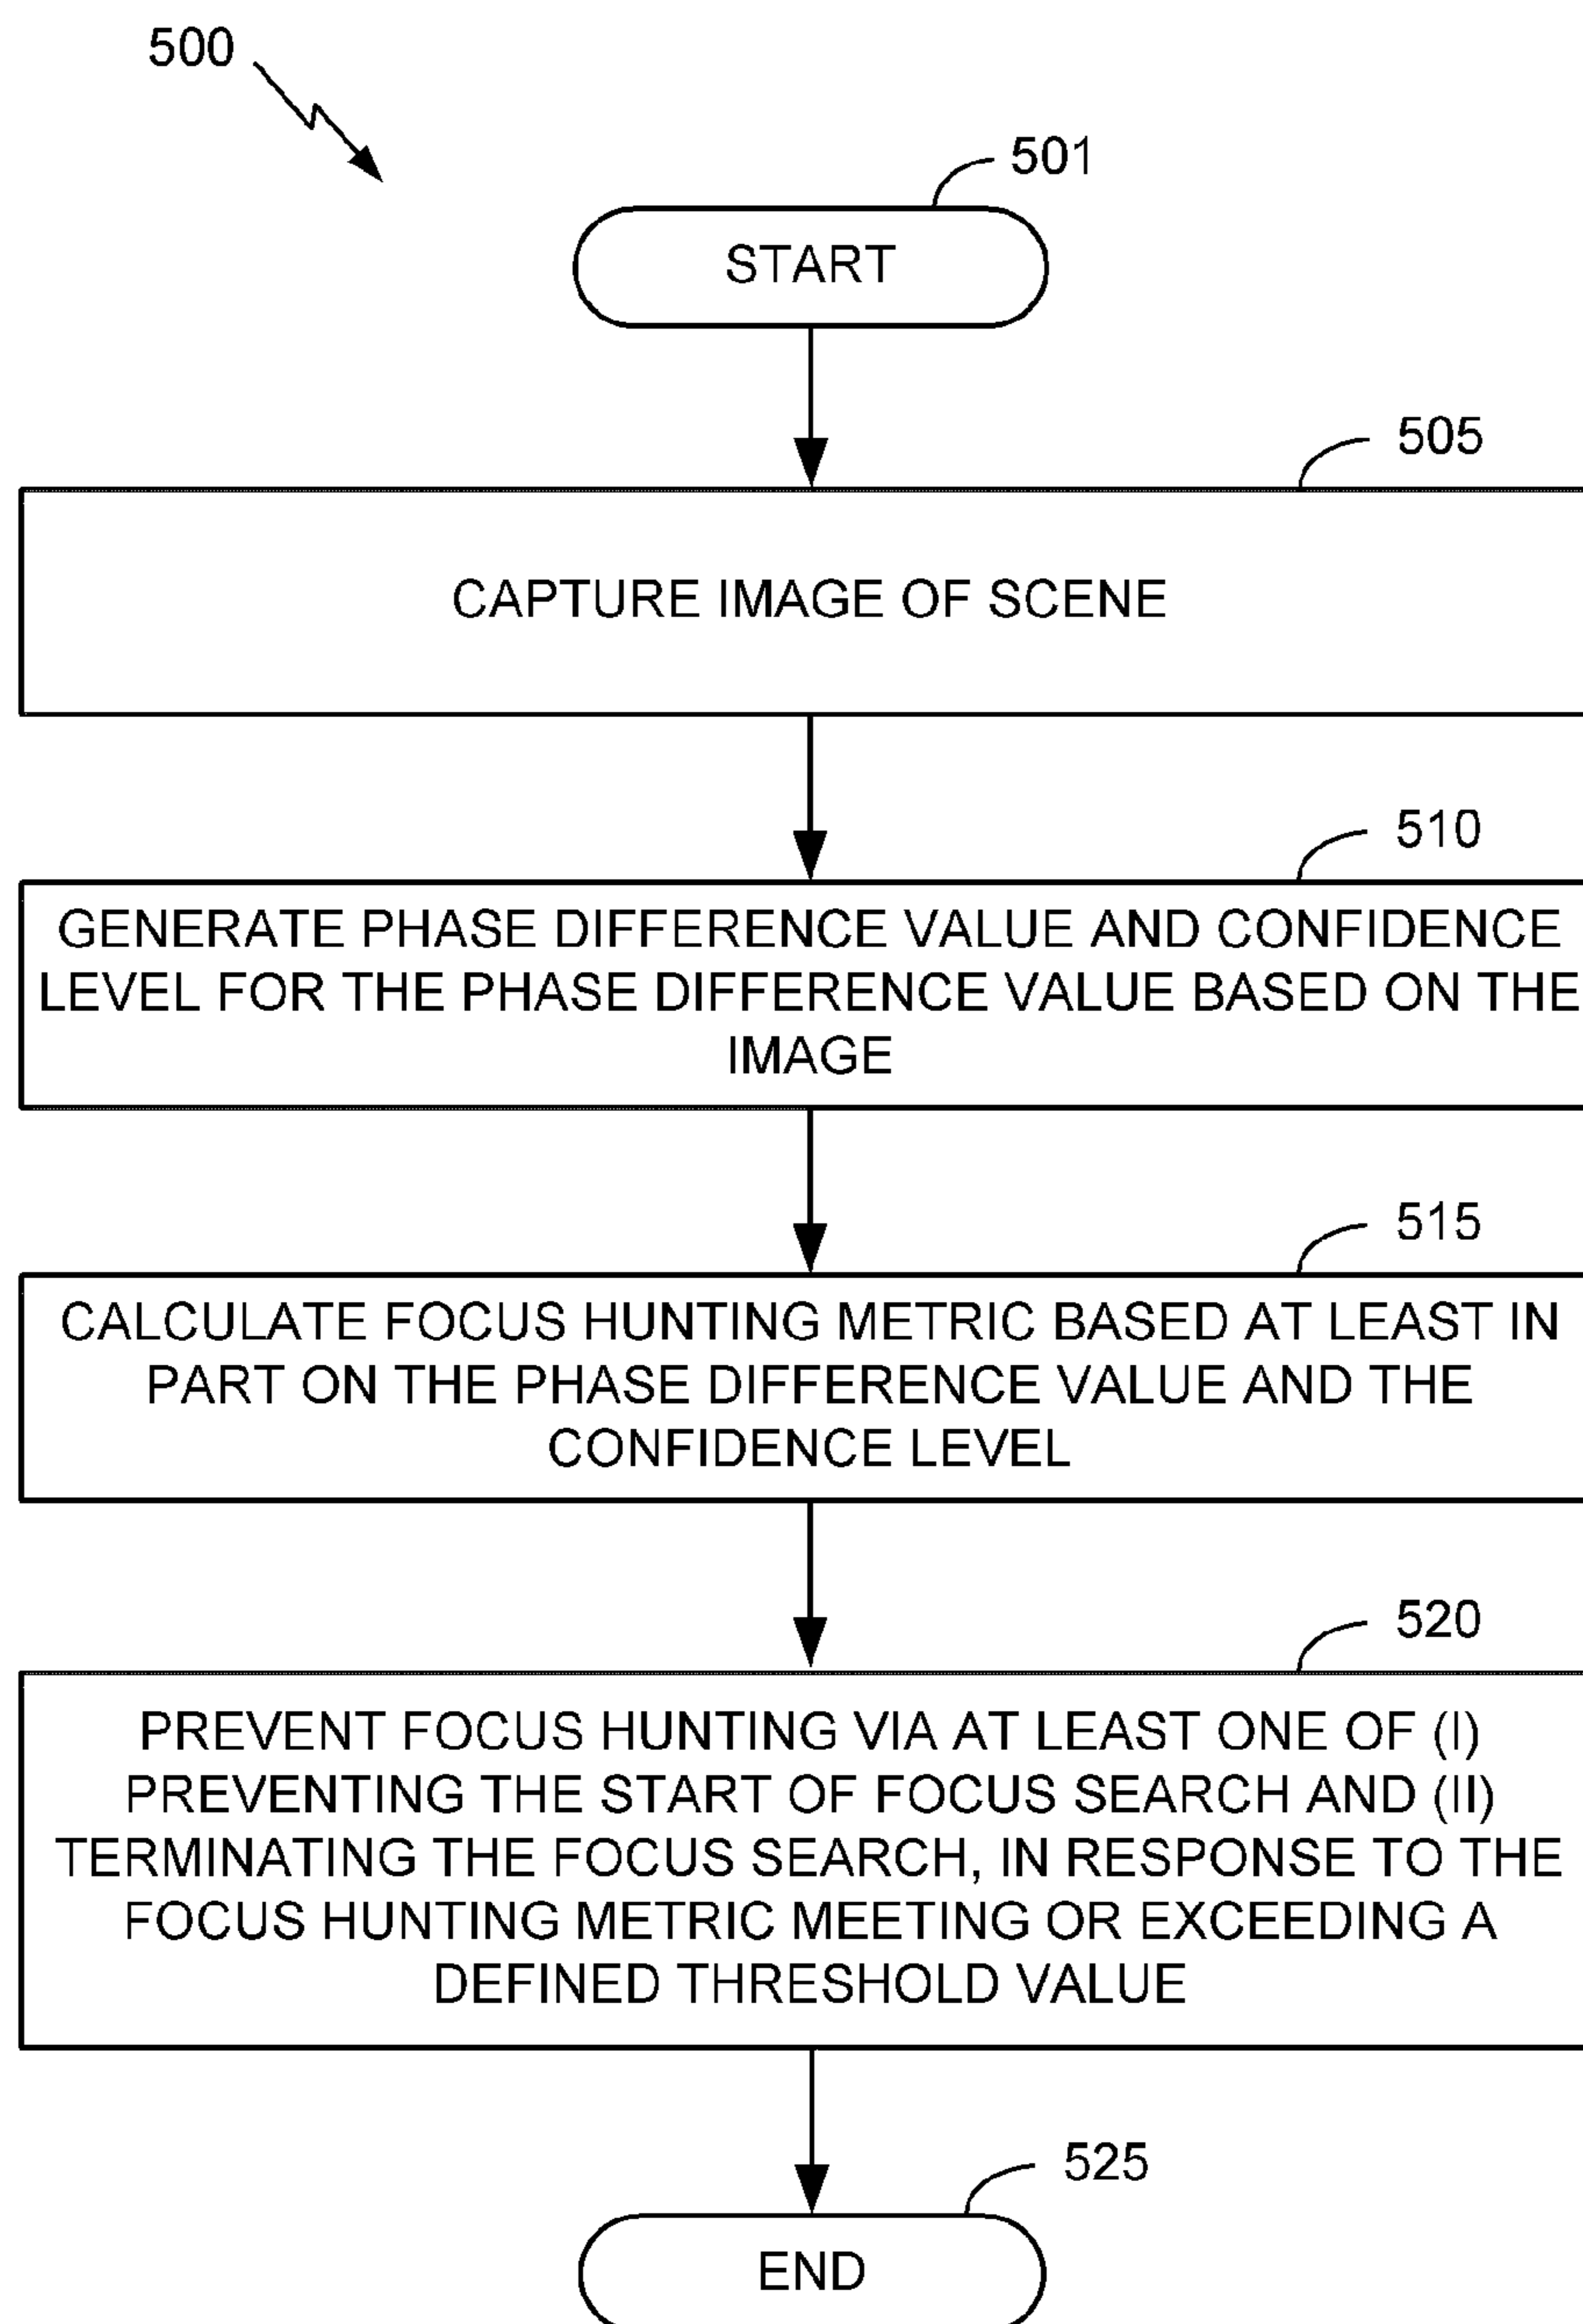 500
501
START
505
CAPTURE IMAGE OF SCENE
510
GENERATE PHASE DIFFERENCE VALUE AND CONFIDENCE
LEVEL FOR THE PHASE DIFFERENCE VALUE BASED ON THE
IMAGE
515
CALCULATE FOCUS HUNTING METRIC BASED AT LEAST IN
PART ON THE PHASE DIFFERENCE VALUE AND THE
CONFIDENCE LEVEL
520
PREVENT FOCUS HUNTING VIA AT LEAST ONE OF (I)
PREVENTING THE START OF FOCUS SEARCH AND (II)
TERMINATING THE FOCUS SEARCH, IN RESPONSE TO THE
FOCUS HUNTING METRIC MEETING OR EXCEEDING A
DEFINED THRESHOLD VALUE
525
END